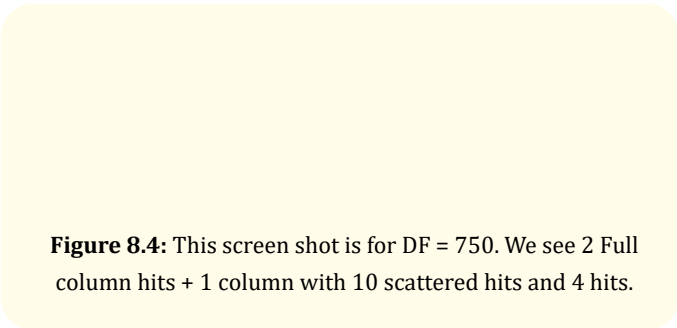 Figure 8.4: This screen shot is for DF = 750. We see 2 Full
column hits + 1 column with 10 scattered hits and 4 hits.